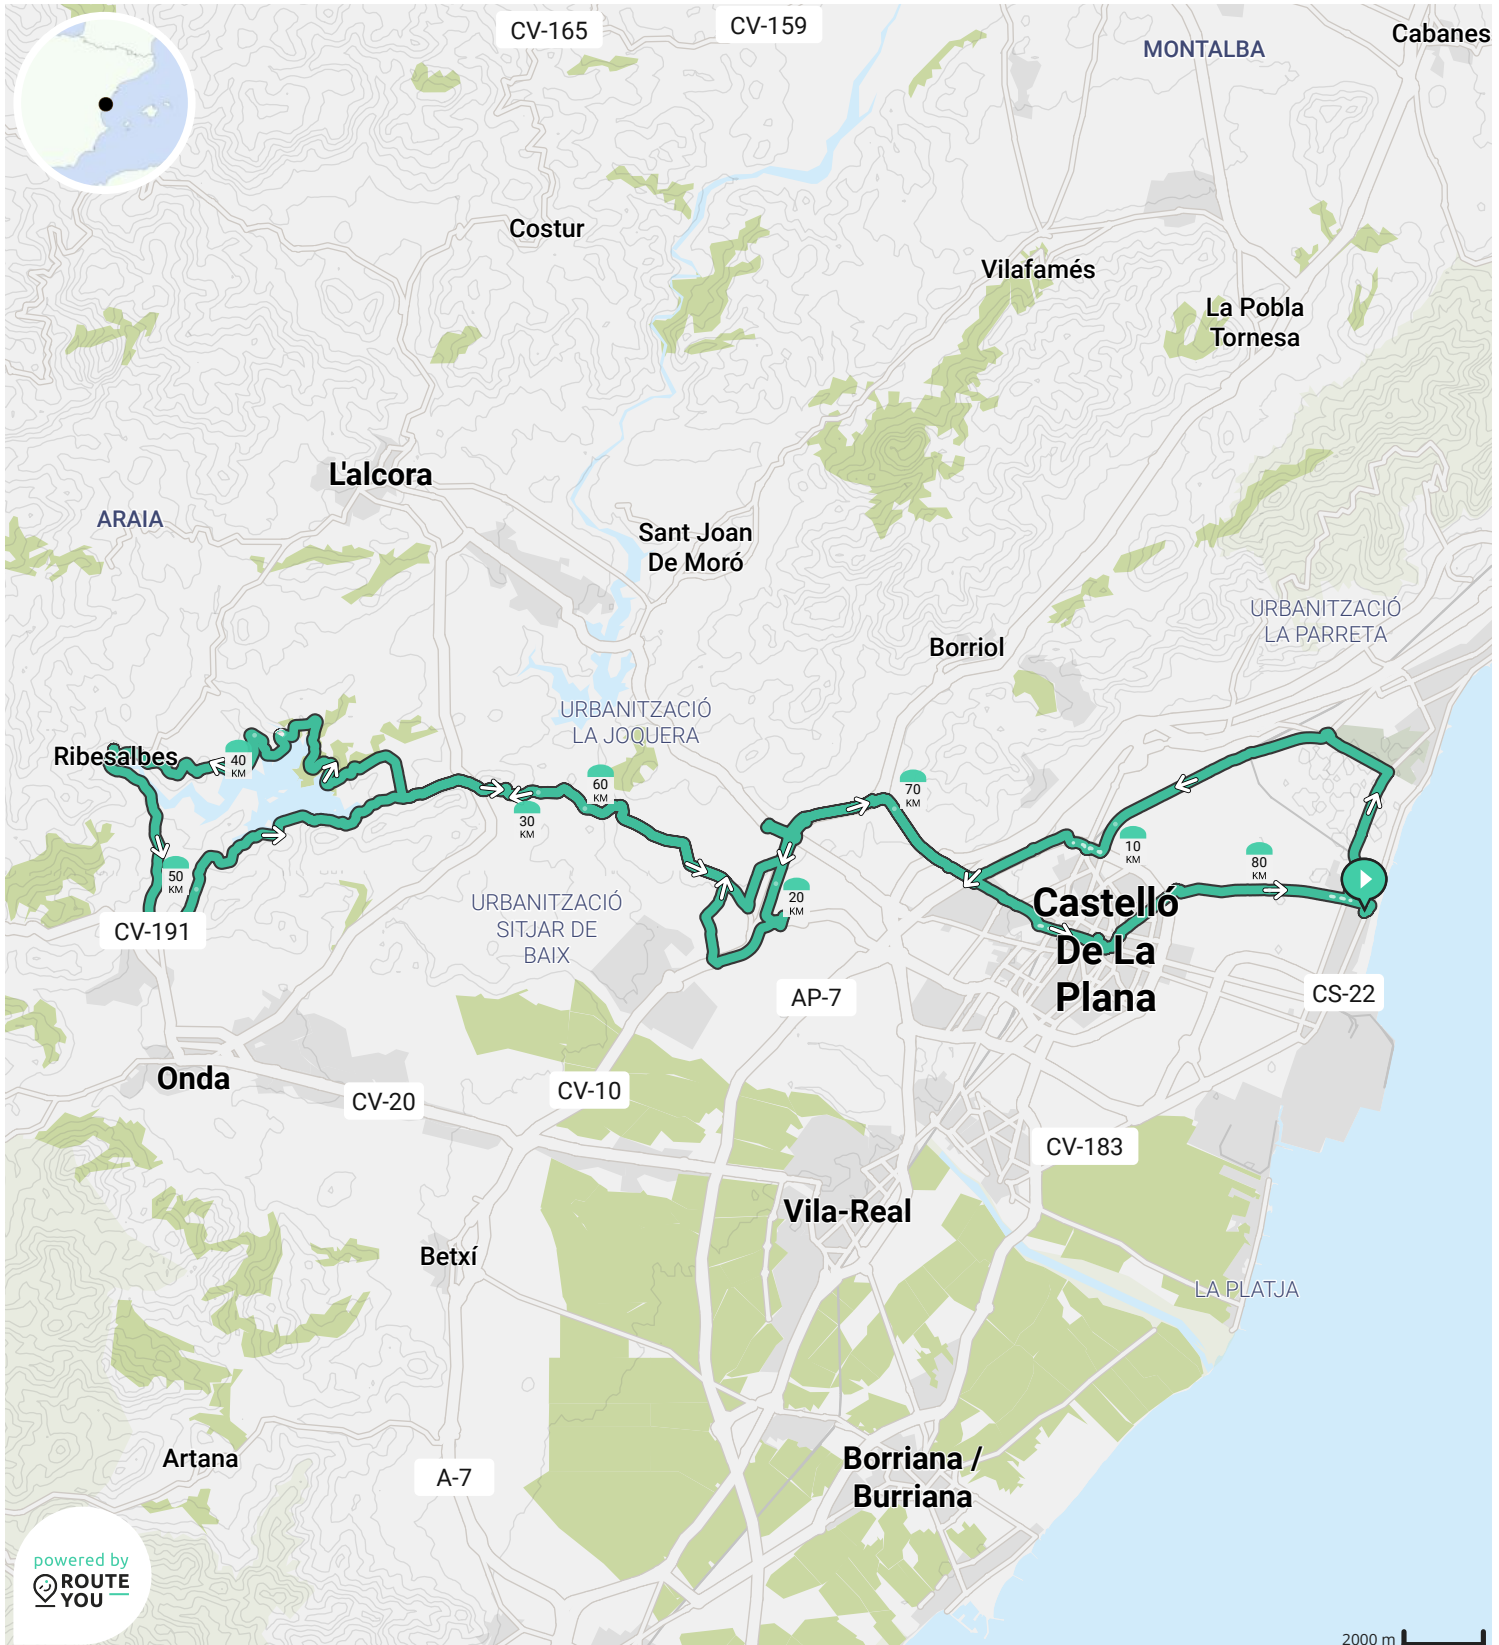 CV-165
CV-159
Cabanes
MONTALBA
Costur
Vilafamés
La Pobla
Tornesa
L'alcora
ARAIA
Sant Joan
De Moró
URBANITZACIÓ
LA PARRETA
Borriol
URBANITZACIÓ
LA JOQUERA
Ribesalbes
40
KM
60
KM
70
KM
30
KM
10
KM
80
KM
50
KM
20
KM
URBANITZACIÓ
SITJAR DE
BAIX
Castelló
De La
Plana
CV-191
AP-7
CS-22
Onda
CV-20
CV-10
CV-183
Vila-Real
Betxí
LA PLATJA
Artana
A-7
Borriana /
Burriana
powered by
ROUTE
YOU
2000 m